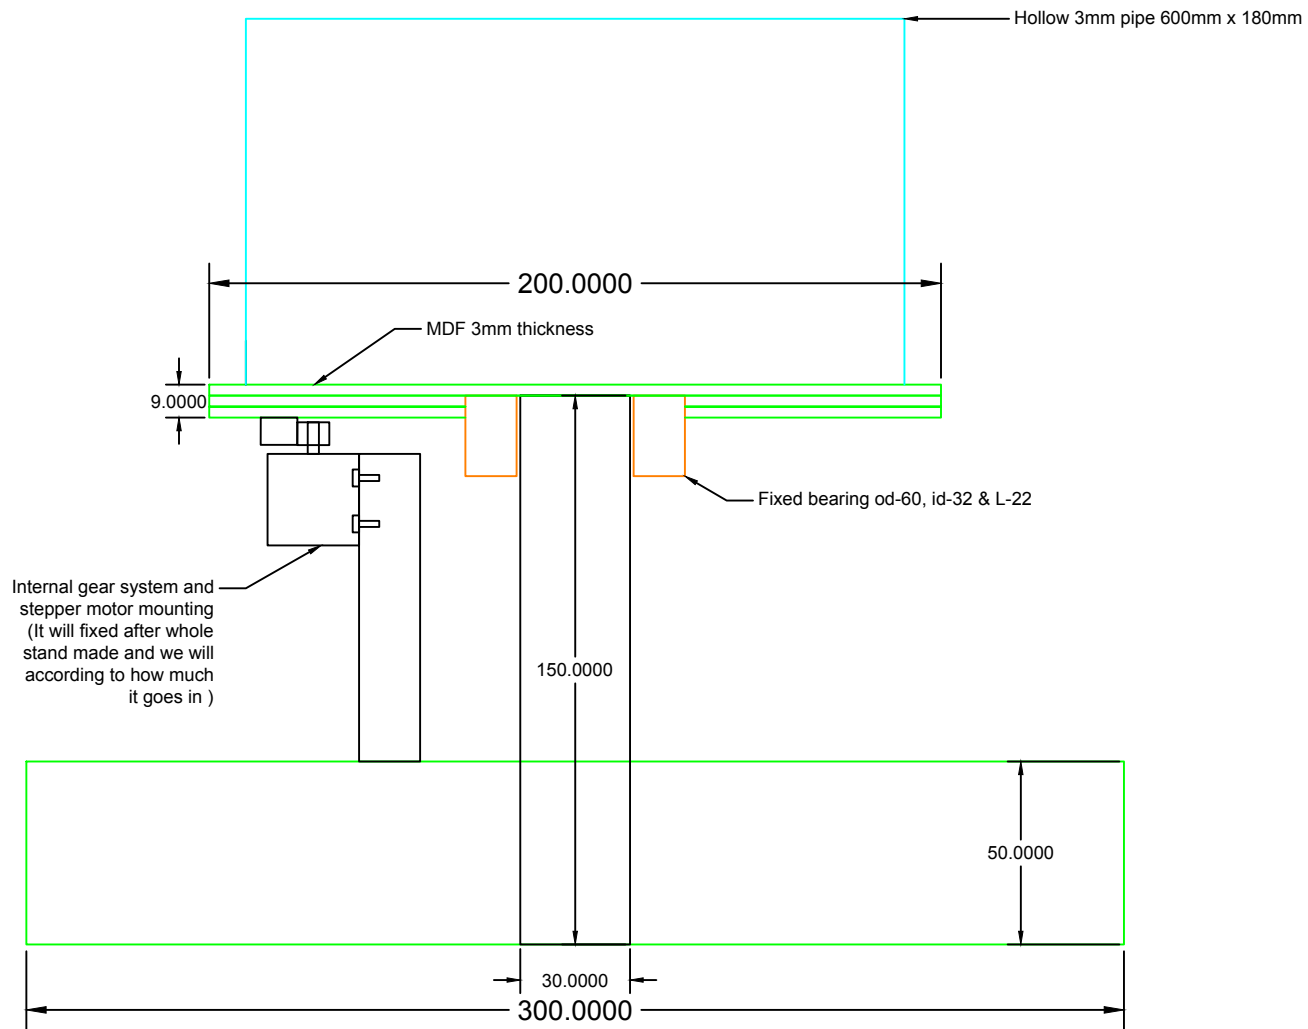 Hollow 3mm pipe 600mm x 180mm
200.0000
MDF 3mm thickness
9.0000
Fixed bearing od-60, id-32 & L-22
Internal gear system and
stepper motor mounting
(It will fixed after whole
stand made and we will
according to how much
it goes in )
150.0000
50.0000
30.0000
300.0000